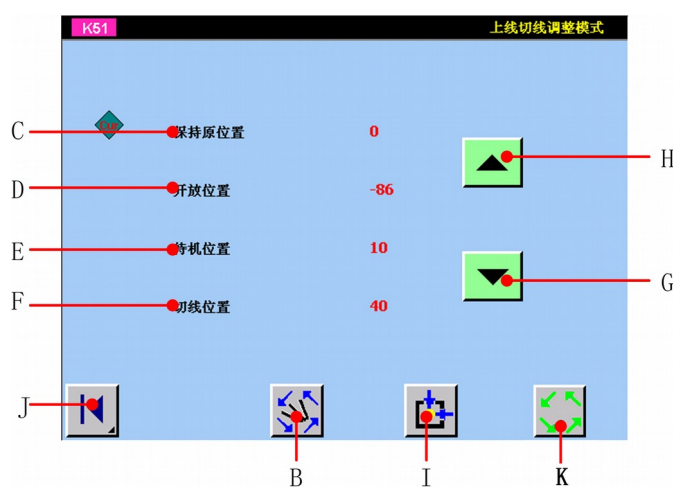 K51 上线切线调整模式
C 保持原位置 0
H
D 开放位置 -86
E 待机位置 10
G
F 切线位置 40
J
B I K